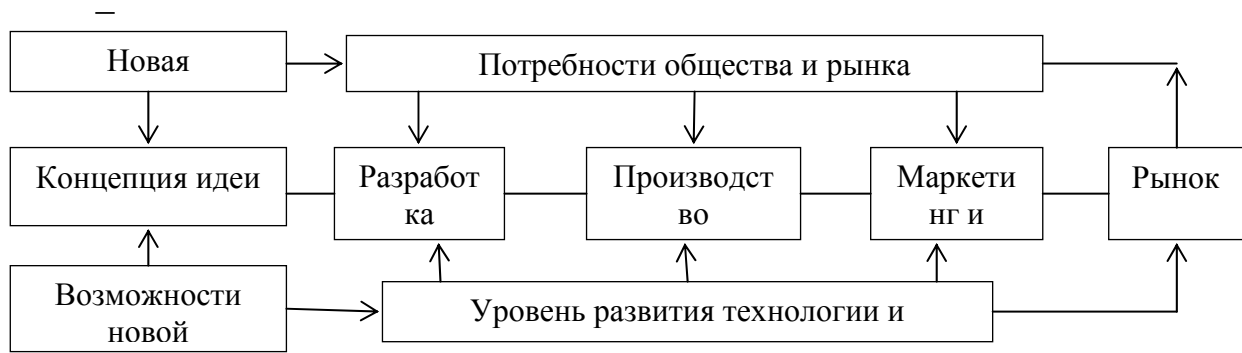 Новая
Потребности общества и рынка
Концепция идеи
Разработ
ка
Производст
во
Маркети
нг и
Рынок
Возможности
новой
Уровень развития технологии и